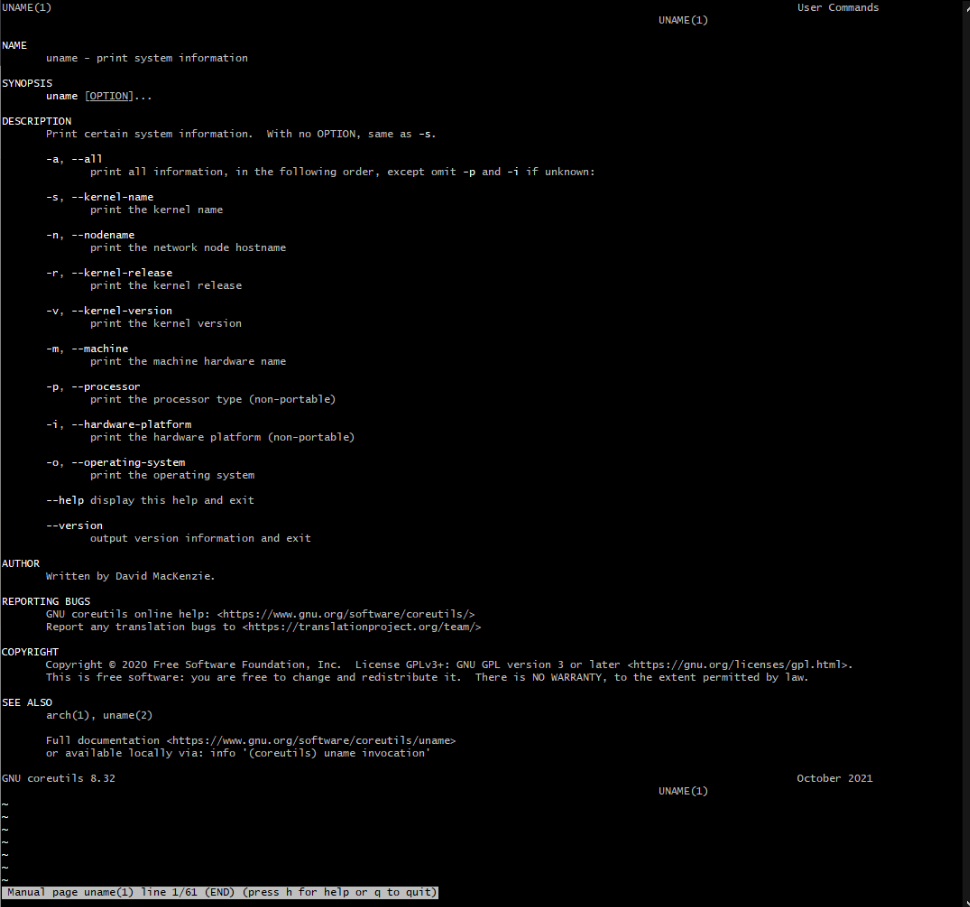 UNAME(1) User Commands
UNAME(1)
NAME
uname - print system information
SYNOPSIS
uname [OPTION]...
DESCRIPTION
Print certain system information.  With no OPTION, same as -s.
-a, --all
print all information, in the following order, except omit -p and -i if unknown:
-s, --kernel-name
print the kernel name
-n, --nodename
print the network node hostname
-r, --kernel-release
print the kernel release
-v, --kernel-version
print the kernel version
-m, --machine
print the machine hardware name
-p, --processor
print the processor type (non-portable)
-i, --hardware-platform
print the hardware platform (non-portable)
-o, --operating-system
print the operating system
--help display this help and exit
--version
output version information and exit
AUTHOR
Written by David MacKenzie.
REPORTING BUGS
GNU coreutils online help: <https://www.gnu.org/software/coreutils/>
Report any translation bugs to <https://translationproject.org/team/>
COPYRIGHT
Copyright © 2020 Free Software Foundation, Inc.  License GPLv3+: GNU GPL version 3 or later <https://gnu.org/licenses/gpl.html>.
This is free software: you are free to change and redistribute it.  There is NO WARRANTY, to the extent permitted by law.
SEE ALSO
arch(1), uname(2)
Full documentation <https://www.gnu.org/software/coreutils/uname>
or available locally via: info '(coreutils) uname invocation'
GNU coreutils 8.32 October 2021
UNAME(1)
~
~
~
~
~
~
~
Manual page uname(1) line 1/61 (END) (press h for help or q to quit)